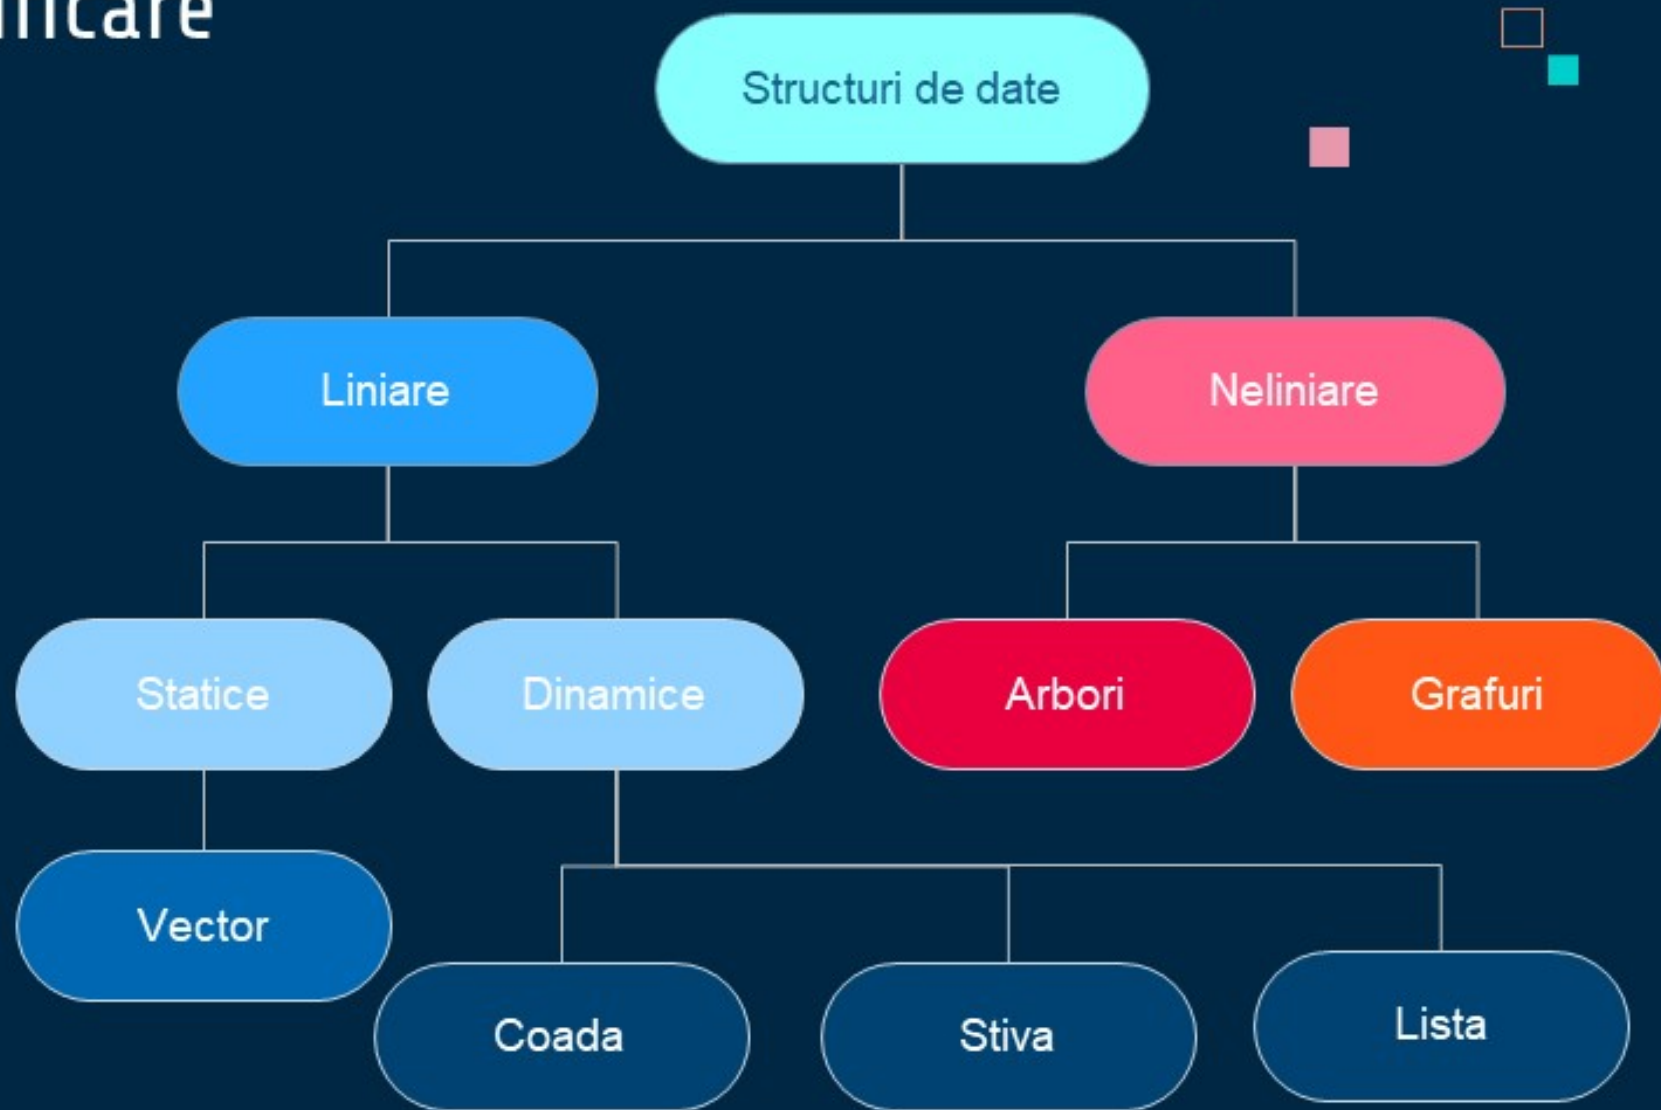 Structuri de date
Liniare
Neliniare
Statice
Dinamice
Arbori
Grafuri
Vector
Coada
Stiva
Lista